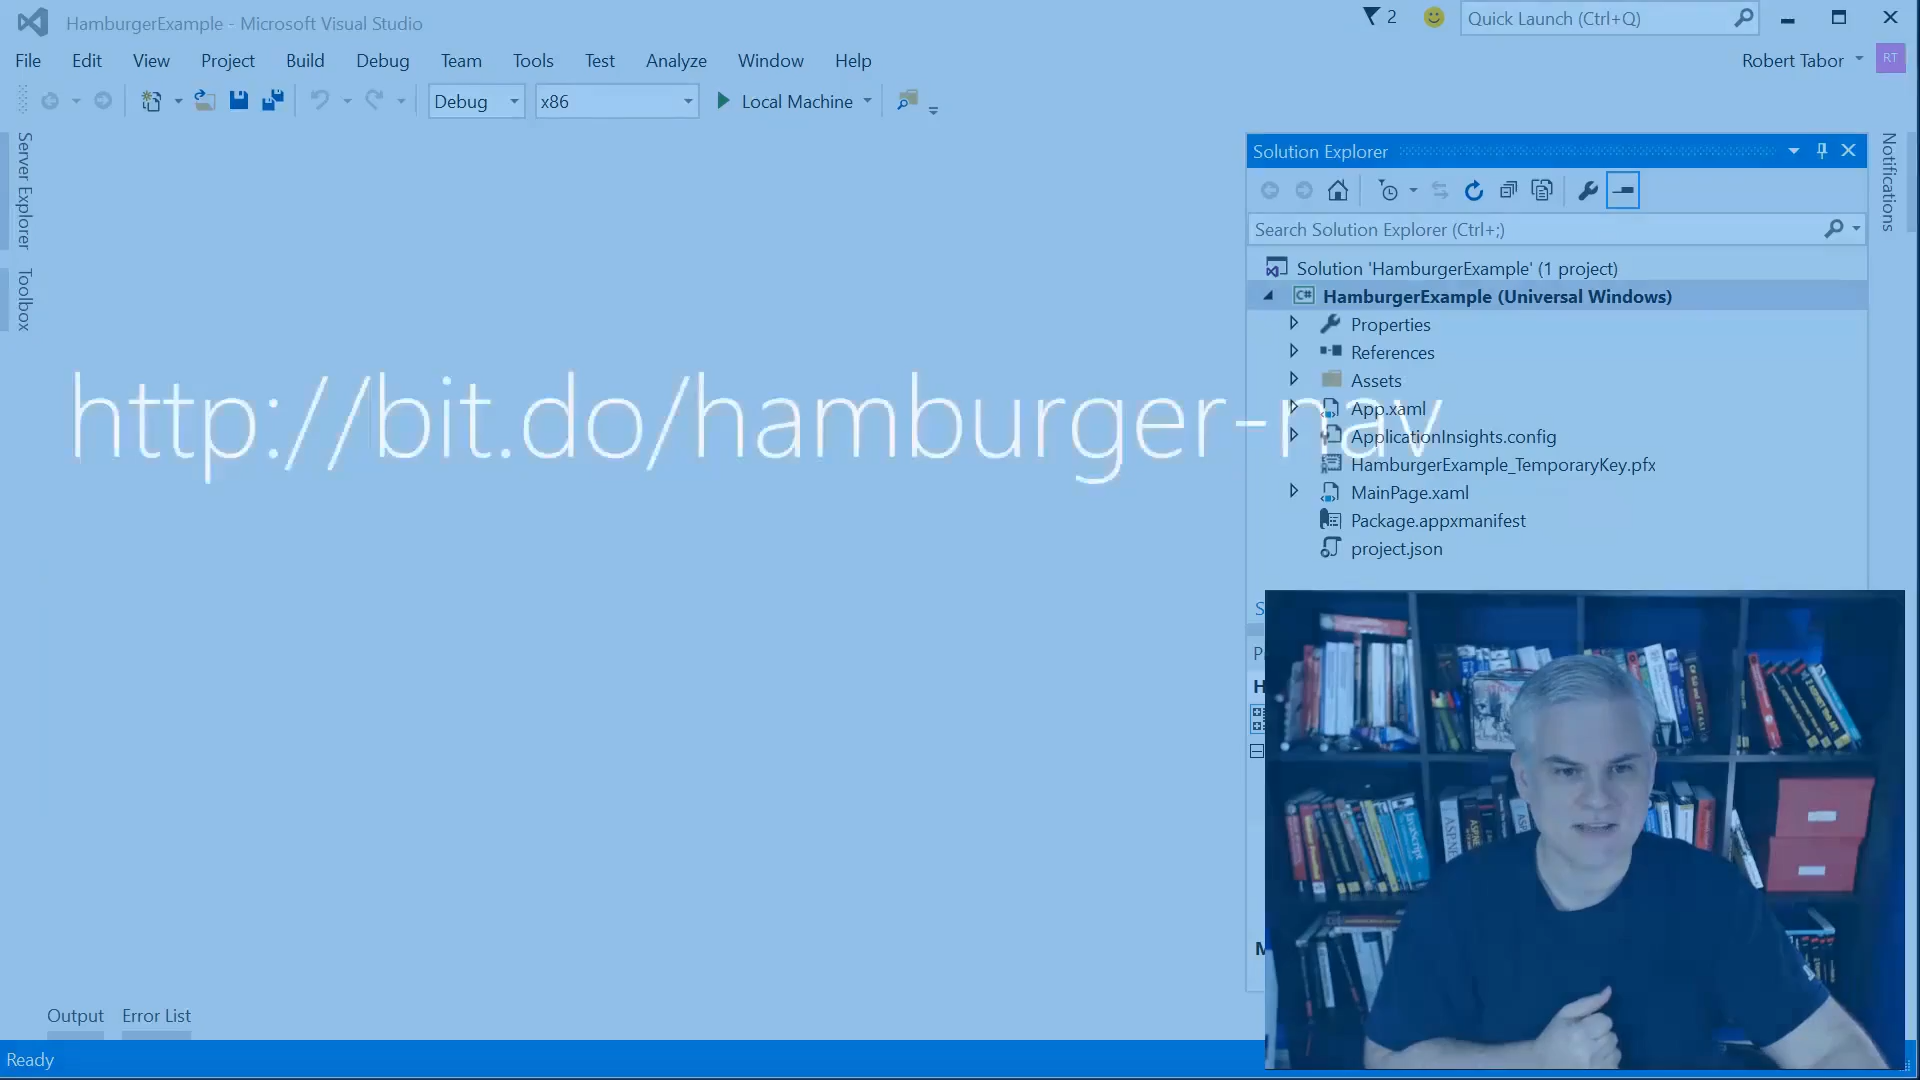 HamburgerExample - Microsoft Visual Studio
2
Quick Launch (Ctrl+Q)
File Edit View Project Build Debug Team Tools Test Analyze Window Help
Robert Tabor
RT
Debug
x86
Local Machine
Server Explorer
Toolbox
Solution Explorer
Notifications
Search Solution Explorer (Ctrl+;)
Solution 'HamburgerExample' (1 project)
C# HamburgerExample (Universal Windows)
Properties
References
Assets
App.xaml
http://bit.do/hamburger-nav
ApplicationInsights.config
HamburgerExample_TemporaryKey.pfx
MainPage.xaml
Package.appxmanifest
project.json
JavaScript
ASP.NET
Output Error List
Ready